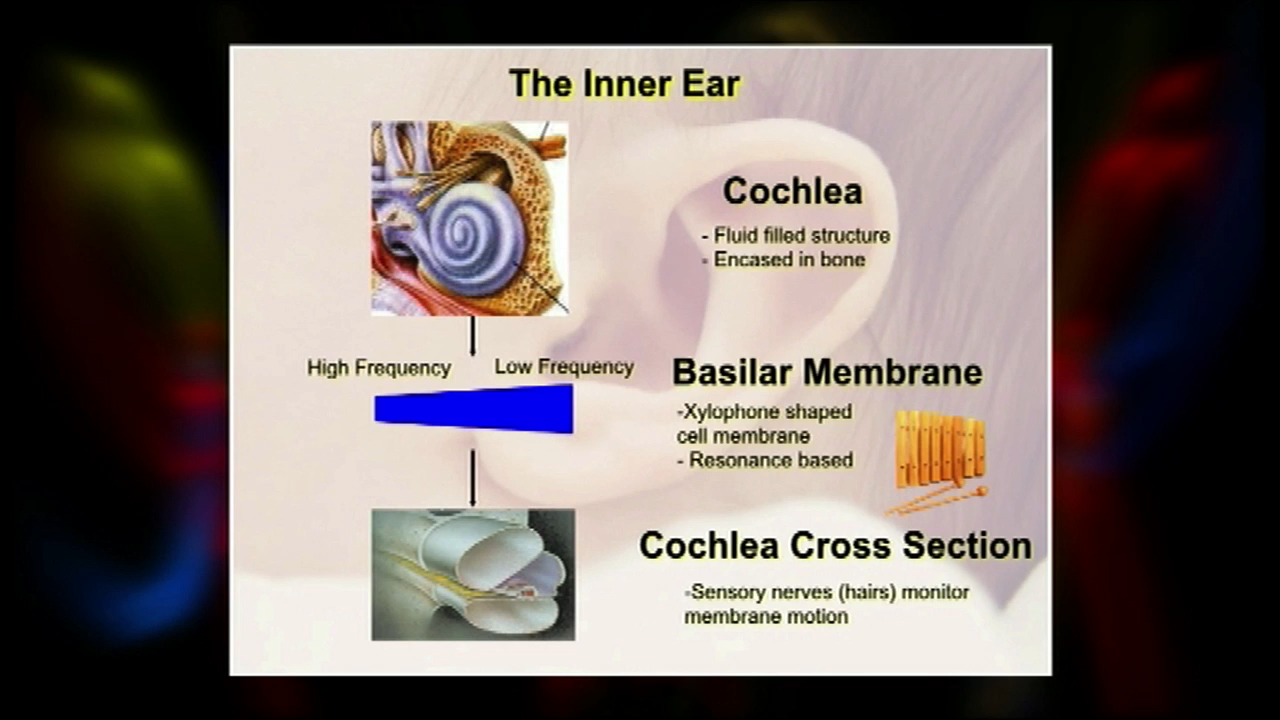 The Inner Ear
Cochlea
- Fluid filled structure
- Encased in bone
High Frequency
Low Frequency
Basilar Membrane
-Xylophone shaped
cell membrane
- Resonance based
Cochlea Cross Section
-Sensory nerves (hairs) monitor
membrane motion